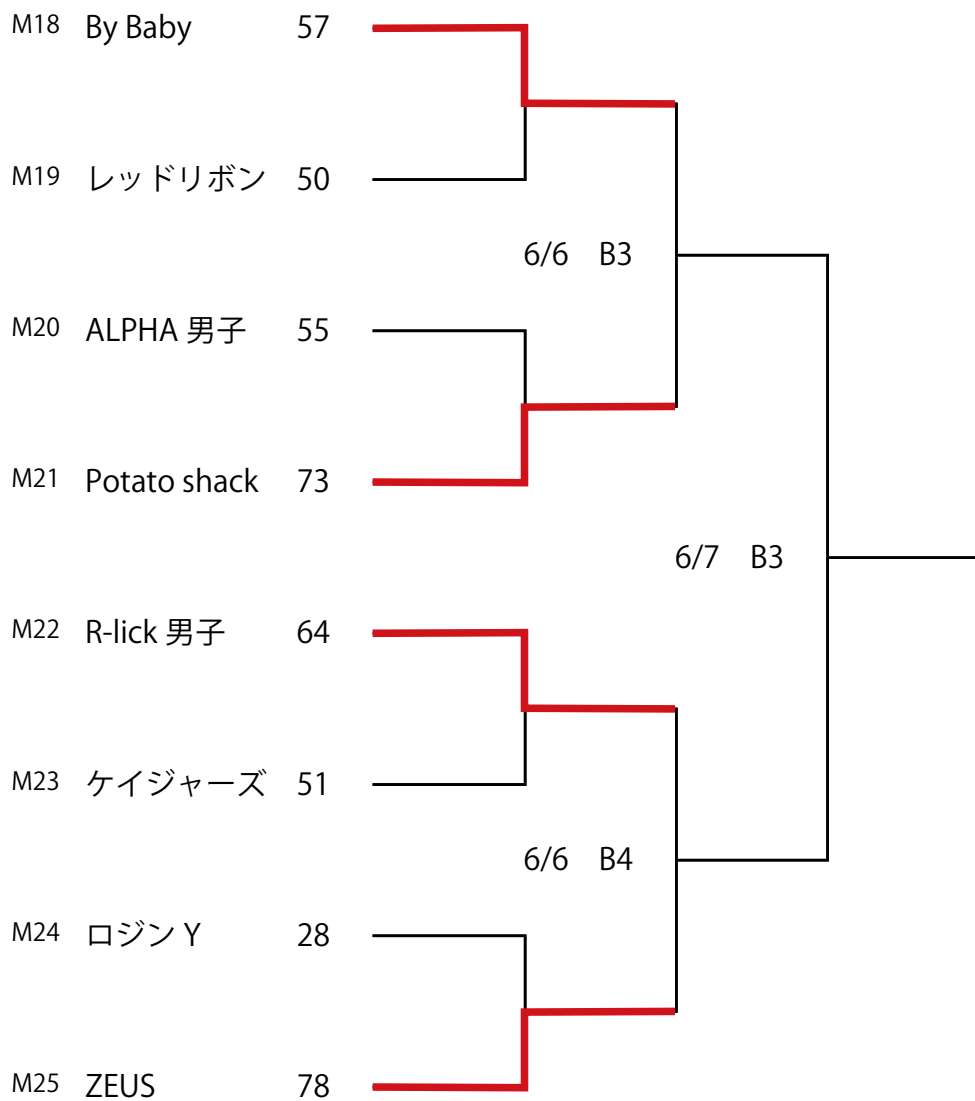 M18 By Baby 57
M19 レッドリボン 50
6/6 B3
M20 ALPHA 男子 55
M21 Potato shack 73
6/7 B3
M22 R-lick 男子 64
M23 ケイジャーズ 51
6/6 B4
M24 ロジン Y 28
M25 ZEUS 78